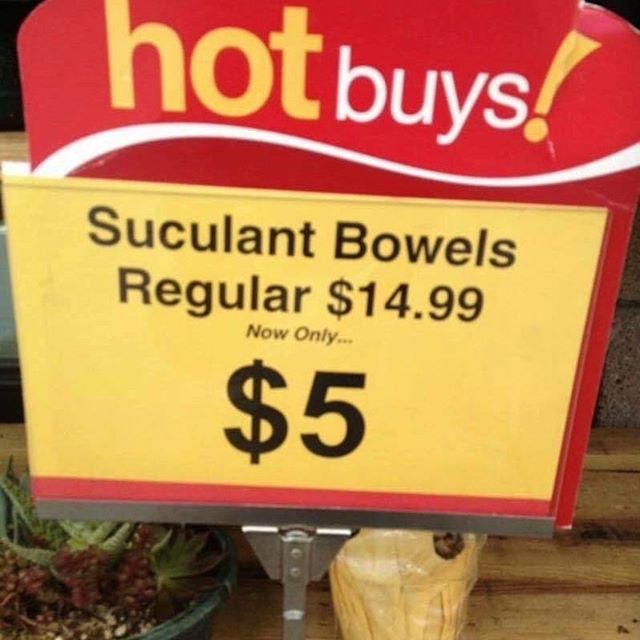 hot buys!
Suculant Bowels
Regular $14.99
Now Only...
$5